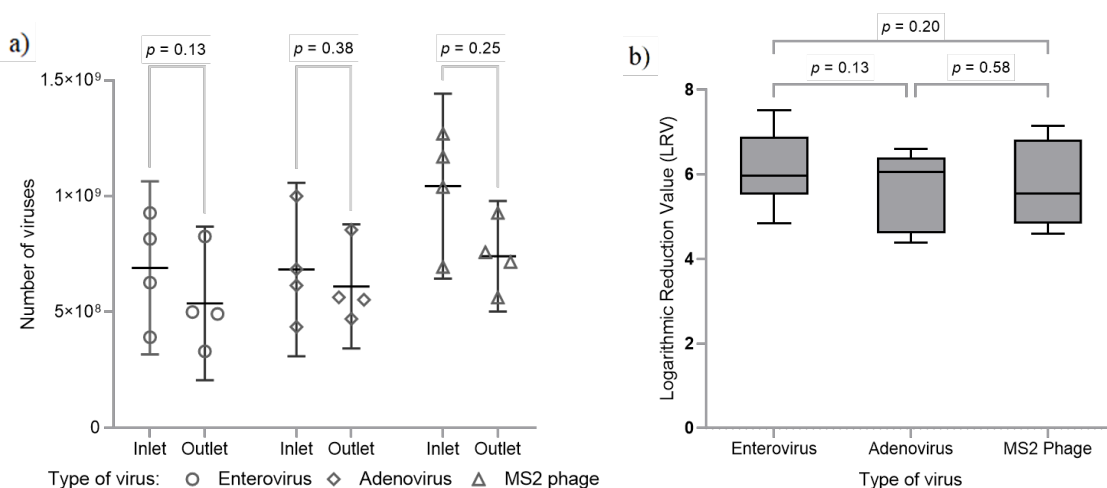 a)
p = 0.13
p = 0.38
p = 0.25
1.5×10⁹
1×10⁹
5×10⁸
0
Number of viruses
Inlet Outlet Inlet Outlet Inlet Outlet
Type of virus: Enterovirus Adenovirus MS2 phage
b)
p = 0.20
p = 0.13
p = 0.58
8
6
4
2
0
Logarithmic Reduction Value (LRV)
Enterovirus Adenovirus MS2 Phage
Type of virus